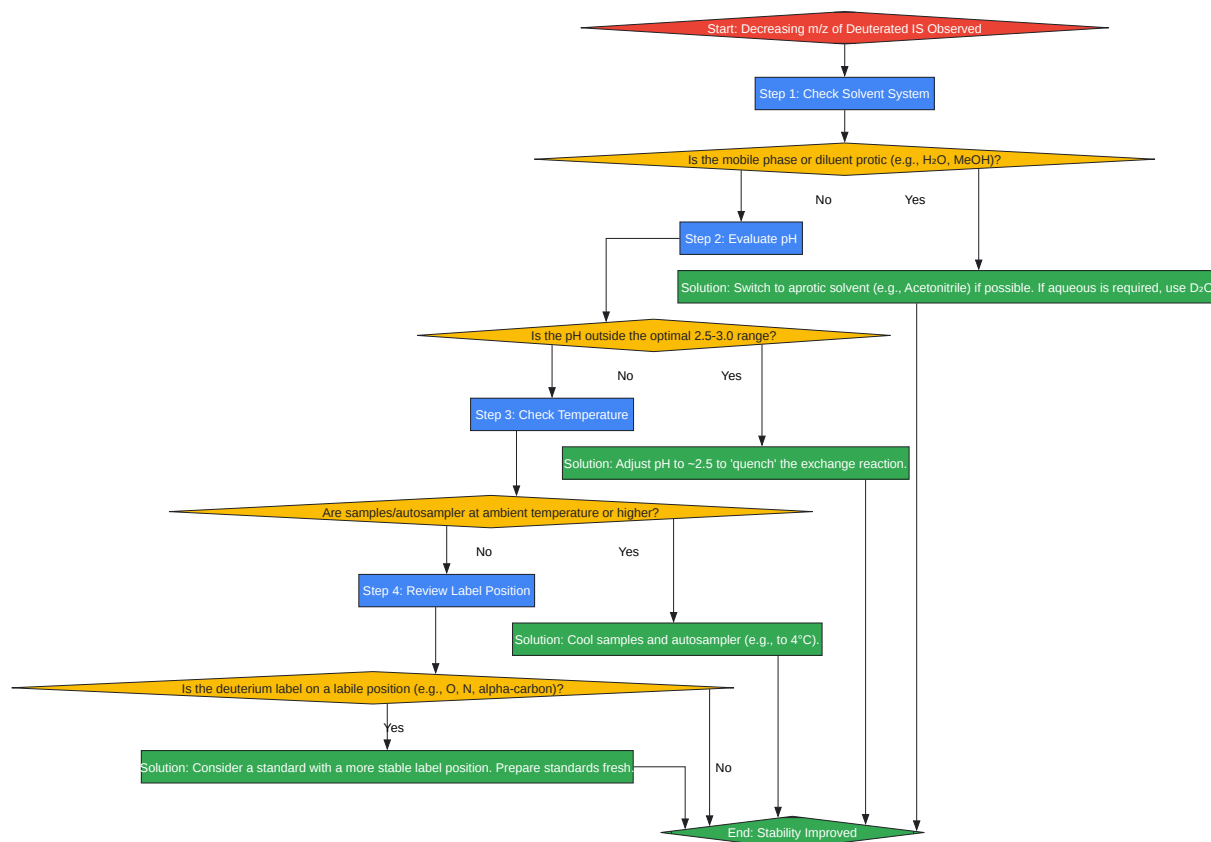 Start: Decreasing m/z of Deuterated IS Observed
Step 1: Check Solvent System
Is the mobile phase or diluent protic (e.g., H₂O, MeOH)?
No
Yes
Step 2: Evaluate pH
Solution: Switch to aprotic solvent (e.g., Acetonitrile) if possible. If aqueous is required, use D₂O
Is the pH outside the optimal 2.5-3.0 range?
No
Yes
Step 3: Check Temperature
Solution: Adjust pH to ~2.5 to 'quench' the exchange reaction.
Are samples/autosampler at ambient temperature or higher?
No
Yes
Step 4: Review Label Position
Solution: Cool samples and autosampler (e.g., to 4°C).
Is the deuterium label on a labile position (e.g., O, N, alpha-carbon)?
Yes
Solution: Consider a standard with a more stable label position. Prepare standards fresh.
No
End: Stability Improved